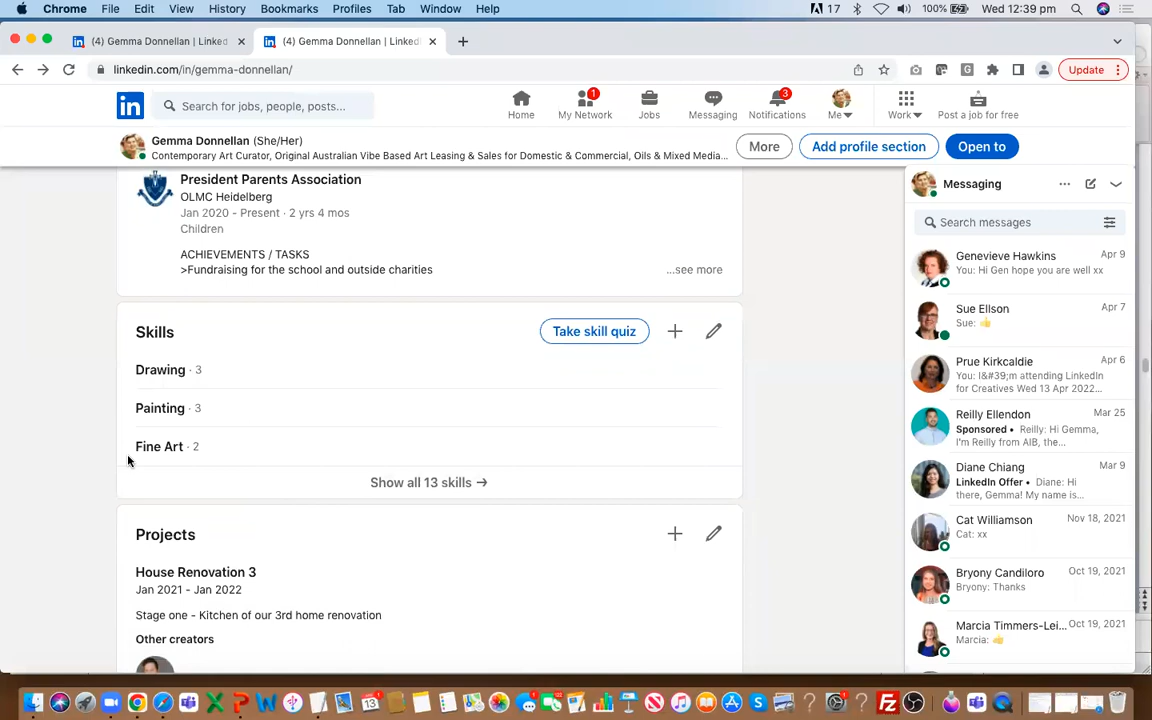 Chrome File Edit View History Bookmarks Profiles Tab Window Help
17 100% Wed 12:39 pm
(4) Gemma Donnellan | Linked
(4) Gemma Donnellan | Linked
linkedin.com/in/gemma-donnellan/
Update
in
Search for jobs, people, posts...
1
3
Home My Network Jobs Messaging Notifications Me Work Post a job for free
Gemma Donnellan (She/Her)
Contemporary Art Curator, Original Australian Vibe Based Art Leasing & Sales for Domestic & Commercial, Oils & Mixed Media...
More
Add profile section
Open to
President Parents Association
OLMC Heidelberg
Jan 2020 - Present · 2 yrs 4 mos
Children
ACHIEVEMENTS / TASKS
>Fundraising for the school and outside charities
...see more
Skills
Take skill quiz
Drawing · 3
Painting · 3
Fine Art · 2
Show all 13 skills →
Projects
House Renovation 3
Jan 2021 - Jan 2022
Stage one - Kitchen of our 3rd home renovation
Other creators
Messaging
Search messages
Genevieve Hawkins Apr 9
You: Hi Gen hope you are well xx
Sue Ellson Apr 7
Sue: 👍
Prue Kirkcaldie Apr 6
You: I&#39;m attending LinkedIn
for Creatives Wed 13 Apr 2022...
Reilly Ellendon Mar 25
Sponsored • Reilly: Hi Gemma,
I'm Reilly from AIB, the...
Diane Chiang Mar 9
LinkedIn Offer • Diane: Hi
there, Gemma! My name is...
Cat Williamson Nov 18, 2021
Cat: xx
Bryony Candiloro Oct 19, 2021
Bryony: Thanks
Marcia Timmers-Lei... Oct 19, 2021
Marcia: 👍